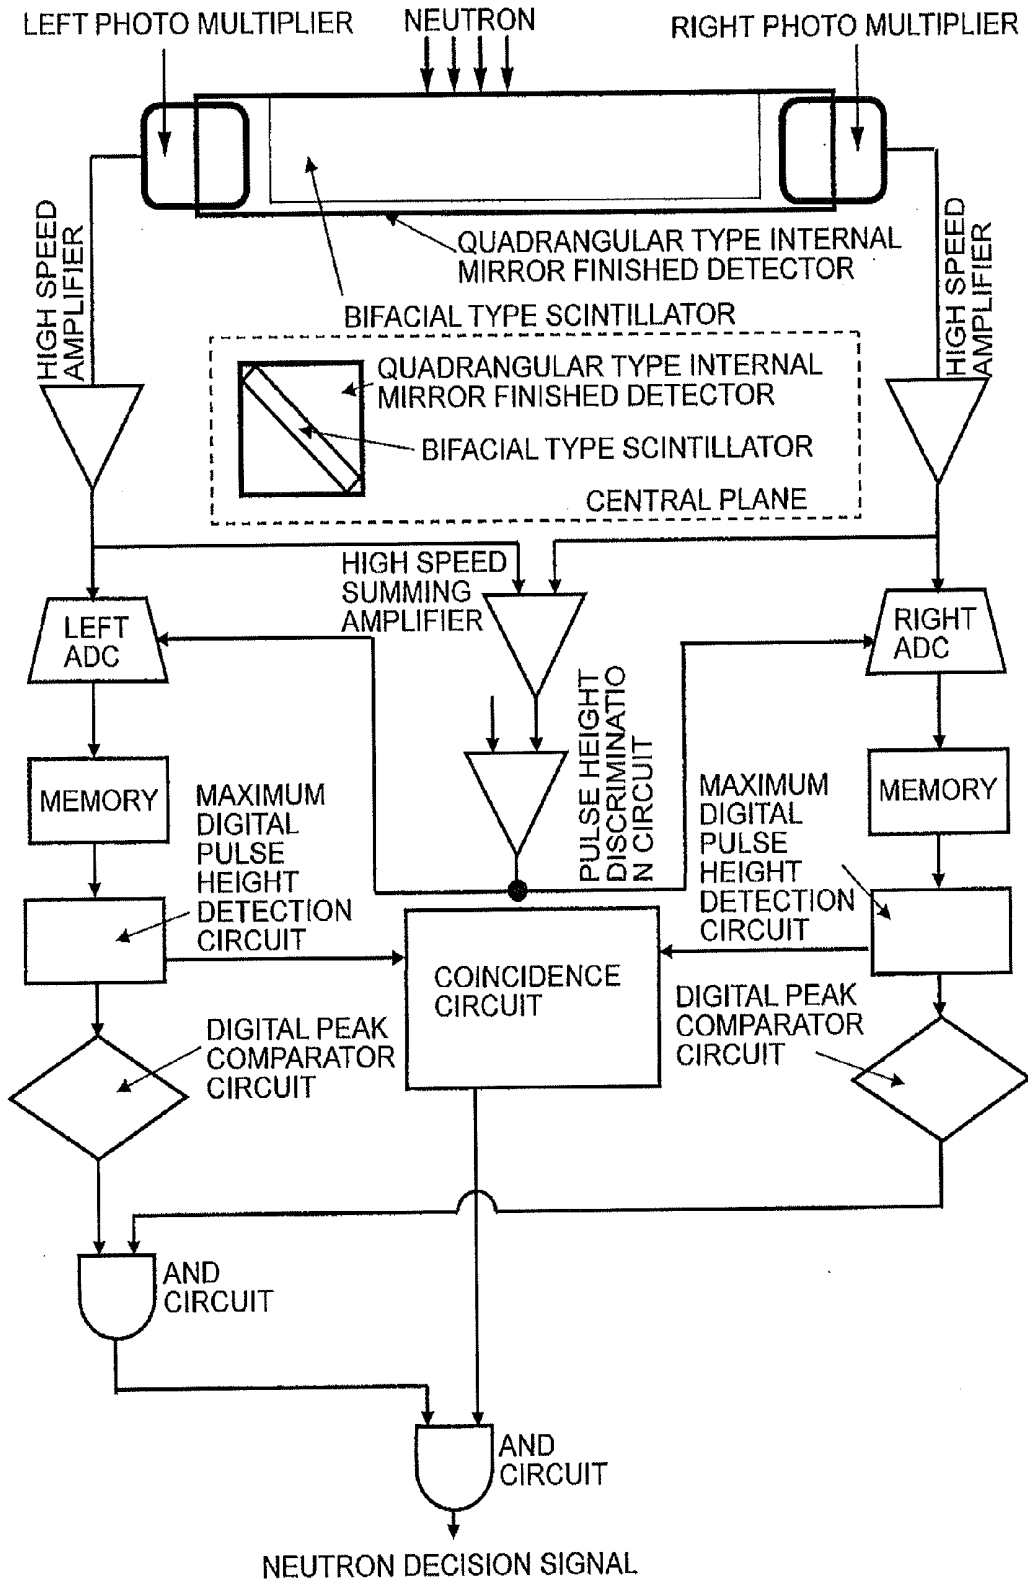 LEFT PHOTO MULTIPLIER
NEUTRON
RIGHT PHOTO MULTIPLIER
HIGH SPEED
AMPLIFIER
HIGH SPEED
AMPLIFIER
QUADRANGULAR TYPE INTERNAL
MIRROR FINISHED DETECTOR
BIFACIAL TYPE SCINTILLATOR
QUADRANGULAR TYPE INTERNAL
MIRROR FINISHED DETECTOR
BIFACIAL TYPE SCINTILLATOR
CENTRAL PLANE
HIGH SPEED
SUMMING
AMPLIFIER
LEFT
ADC
RIGHT
ADC
PULSE HEIGHT
DISCRIMINATIO
N CIRCUIT
MEMORY
MAXIMUM
DIGITAL
PULSE
HEIGHT
DETECTION
CIRCUIT
MAXIMUM
DIGITAL
PULSE
HEIGHT
DETECTION
CIRCUIT
MEMORY
COINCIDENCE
CIRCUIT
DIGITAL PEAK
COMPARATOR
CIRCUIT
DIGITAL PEAK
COMPARATOR
CIRCUIT
AND
CIRCUIT
AND
CIRCUIT
NEUTRON DECISION SIGNAL